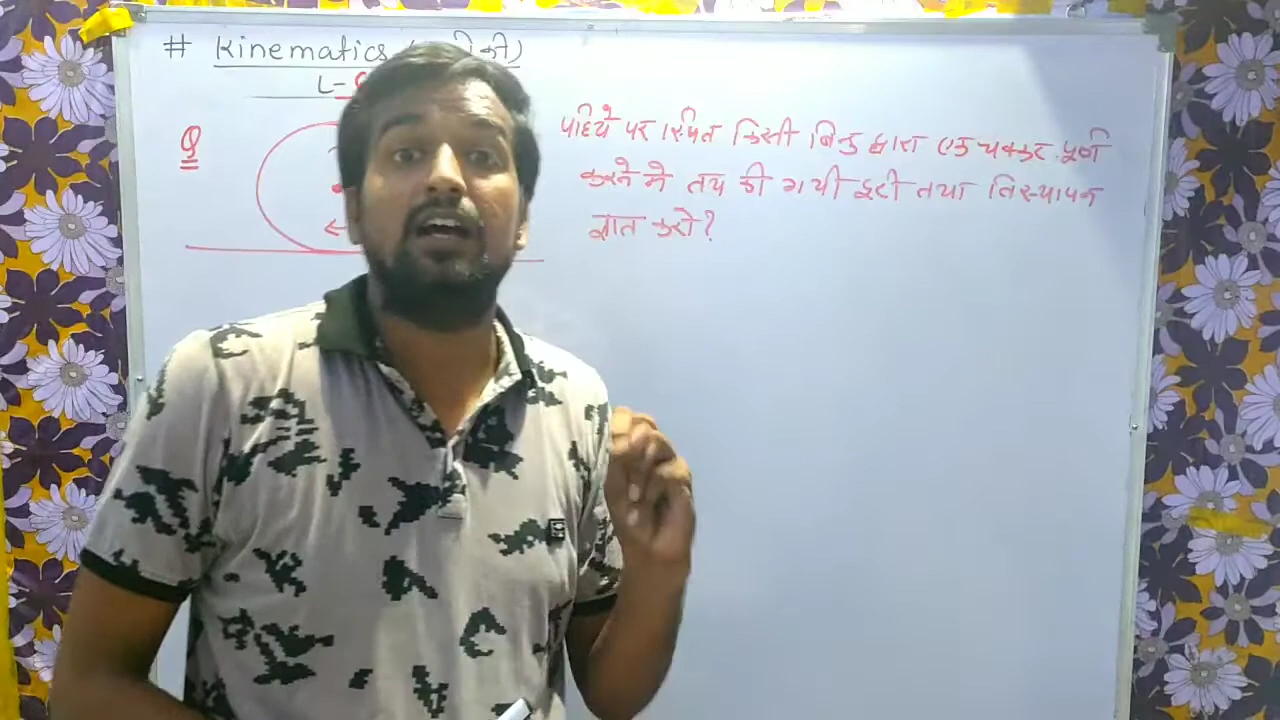 # Kinematics
L-
Q
पहिये पर स्थित किसी बिन्दु द्वारा एक चक्कर पूर्ण
करने मे तय की गयी दूरी तथा विस्थापन
ज्ञात करो?